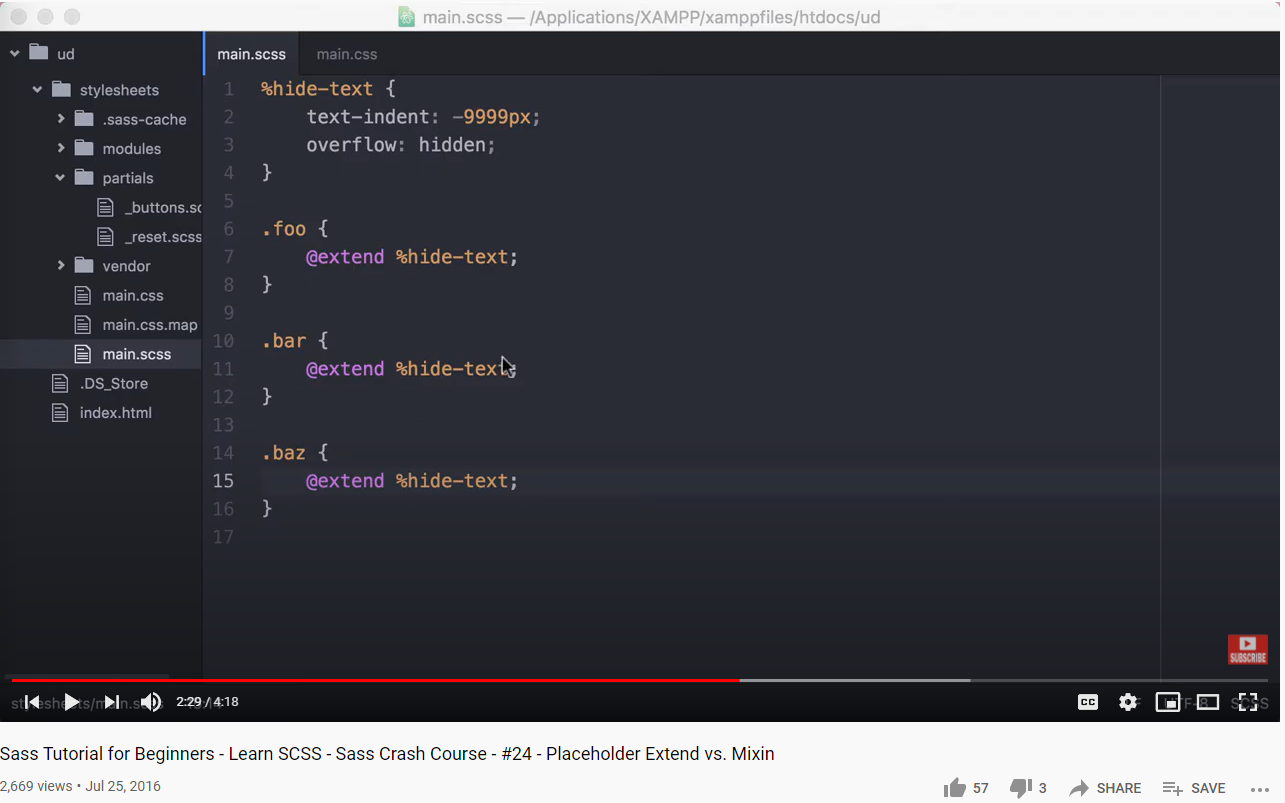 main.scss — /Applications/XAMPP/xamppfiles/htdocs/ud
ud
stylesheets
.sass-cache
modules
partials
_buttons.sc
_reset.scss
vendor
main.css
main.css.map
main.scss
.DS_Store
index.html
main.scss main.css
1 %hide-text {
2 text-indent: -9999px;
3 overflow: hidden;
4 }
5
6 .foo {
7 @extend %hide-text;
8 }
9
10 .bar {
11 @extend %hide-text;
12 }
13
14 .baz {
15 @extend %hide-text;
16 }
17
SUBSCRIBE
2:29 / 4:18
CC
SCSS
Sass Tutorial for Beginners - Learn SCSS - Sass Crash Course - #24 - Placeholder Extend vs. Mixin
2,669 views • Jul 25, 2016
57 3 SHARE SAVE